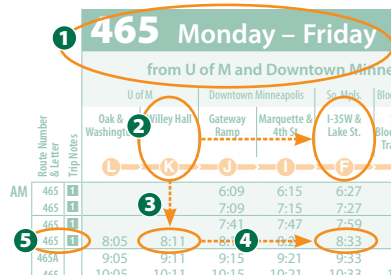 1 465 Monday – Friday
from U of M and Downtown Minne
U of M Downtown Minneapolis So. Mpls. Bloo
Route Number & Letter
Trip Notes
Oak & Washington
2 Willey Hall
Gateway Ramp
Marquette & 4th St.
I-35W & Lake St.
L K J I F
3
AM 465 1 6:09 6:15 6:27
465 1 7:09 7:15 7:27
465 1 7:41 7:47 7:59
5 465 1 8:05 8:11 4 8:33
465A 9:05 9:11 9:15 9:21 9:33
465 10:05 10:11 10:15 10:21 10:33